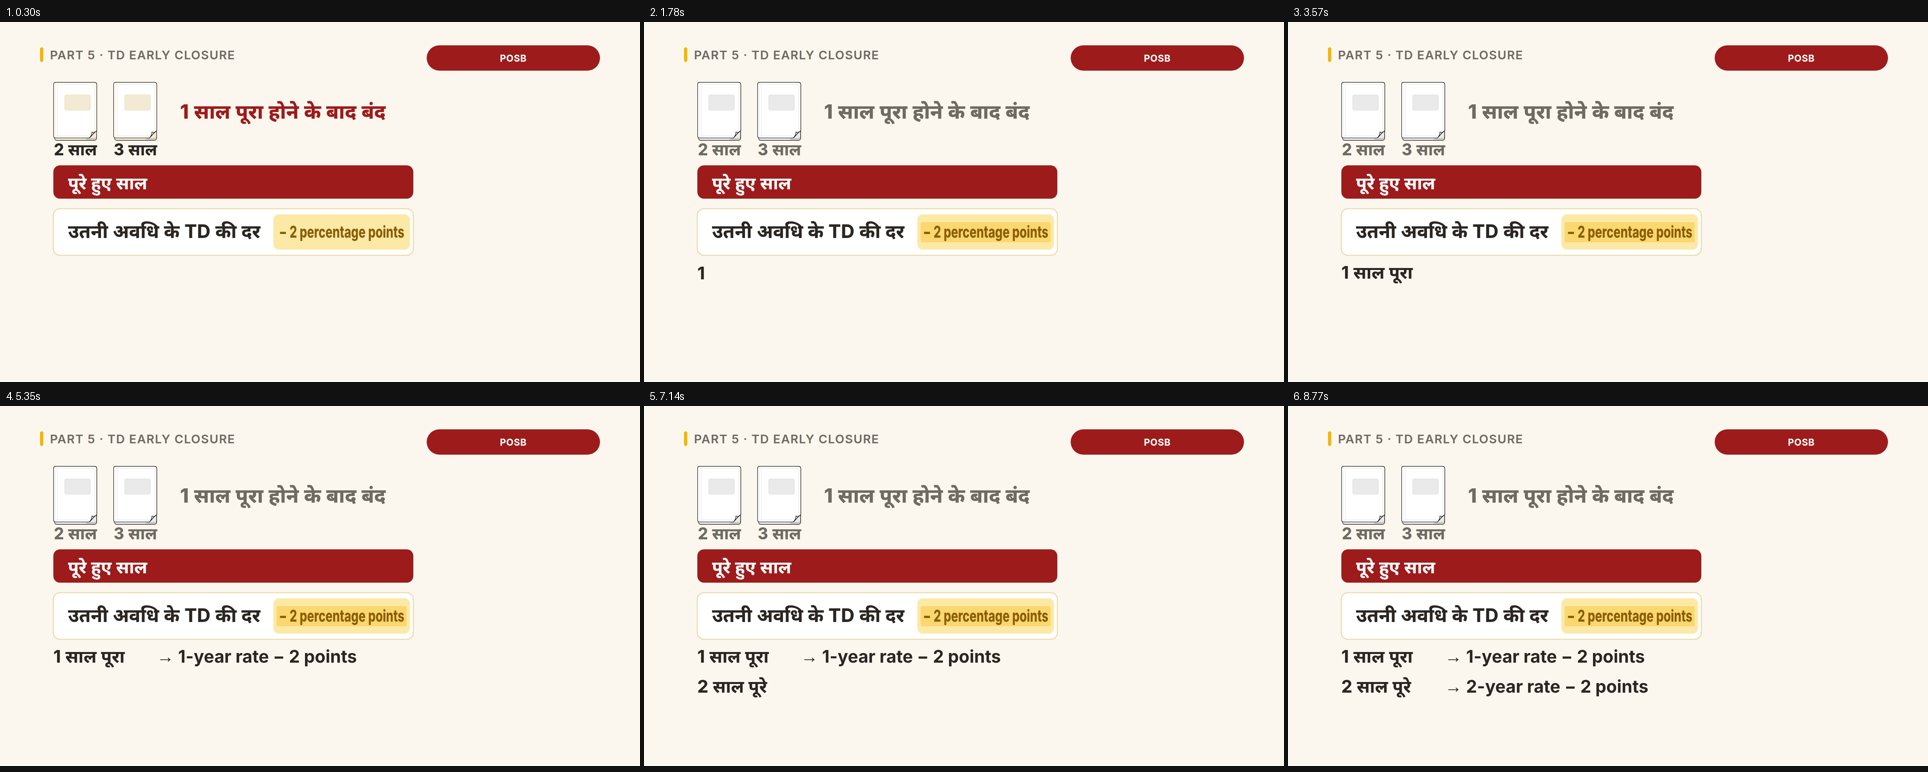 1. 0.30s
PART 5 · TD EARLY CLOSURE
POSB
1 साल पूरा होने के बाद बंद
2 साल 3 साल
पूरे हुए साल
उतनी अवधि के TD की दर – 2 percentage points
2. 1.78s
PART 5 · TD EARLY CLOSURE
POSB
1 साल पूरा होने के बाद बंद
2 साल 3 साल
पूरे हुए साल
उतनी अवधि के TD की दर – 2 percentage points
1
3. 3.57s
PART 5 · TD EARLY CLOSURE
POSB
1 साल पूरा होने के बाद बंद
2 साल 3 साल
पूरे हुए साल
उतनी अवधि के TD की दर – 2 percentage points
1 साल पूरा
4. 5.35s
PART 5 · TD EARLY CLOSURE
POSB
1 साल पूरा होने के बाद बंद
2 साल 3 साल
पूरे हुए साल
उतनी अवधि के TD की दर – 2 percentage points
1 साल पूरा → 1-year rate – 2 points
5. 7.14s
PART 5 · TD EARLY CLOSURE
POSB
1 साल पूरा होने के बाद बंद
2 साल 3 साल
पूरे हुए साल
उतनी अवधि के TD की दर – 2 percentage points
1 साल पूरा → 1-year rate – 2 points
2 साल पूरे
6. 8.77s
PART 5 · TD EARLY CLOSURE
POSB
1 साल पूरा होने के बाद बंद
2 साल 3 साल
पूरे हुए साल
उतनी अवधि के TD की दर – 2 percentage points
1 साल पूरा → 1-year rate – 2 points
2 साल पूरे → 2-year rate – 2 points